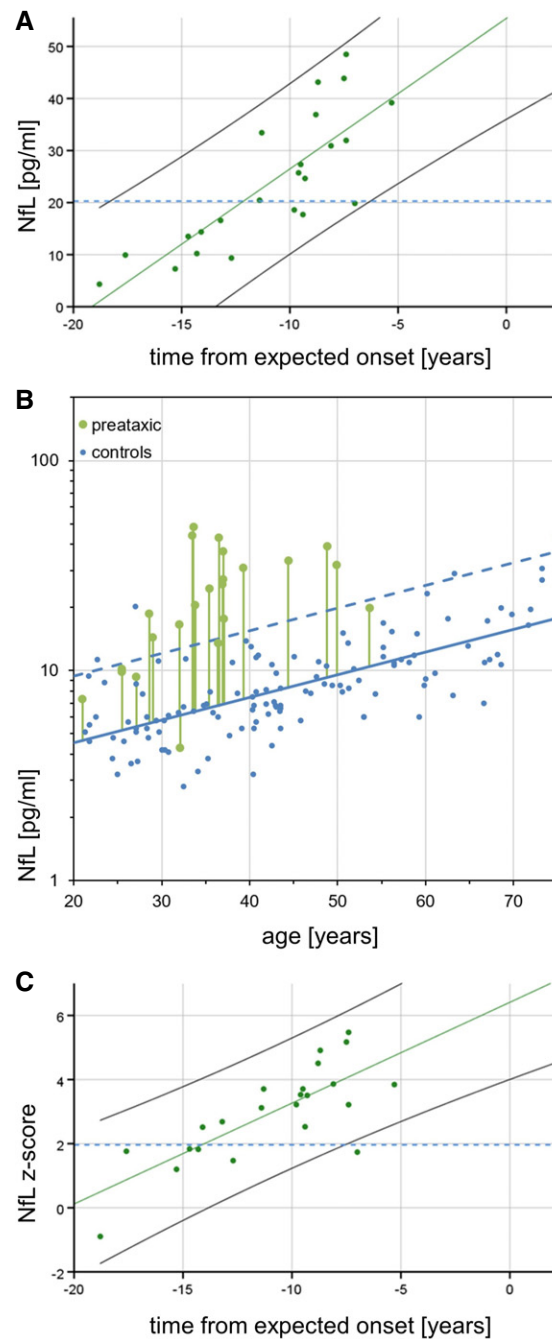 A
50
40
30
20
10
0
NfL [pg/ml]
-20 -15 -10 -5 0
time from expected onset [years]
B
preataxic
controls
100
10
1
NfL [pg/ml]
20 30 40 50 60 70
age [years]
C
6
4
2
0
-2
NfL z-score
-20 -15 -10 -5 0
time from expected onset [years]